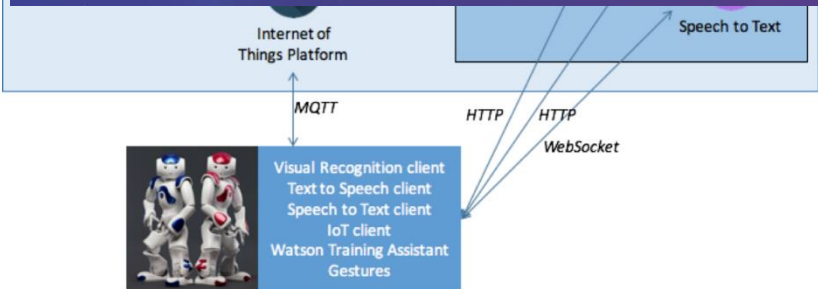 Internet of
Things Platform
Speech to Text
MQTT
HTTP
HTTP
WebSocket
Visual Recognition client
Text to Speech client
Speech to Text client
IoT client
Watson Training Assistant
Gestures